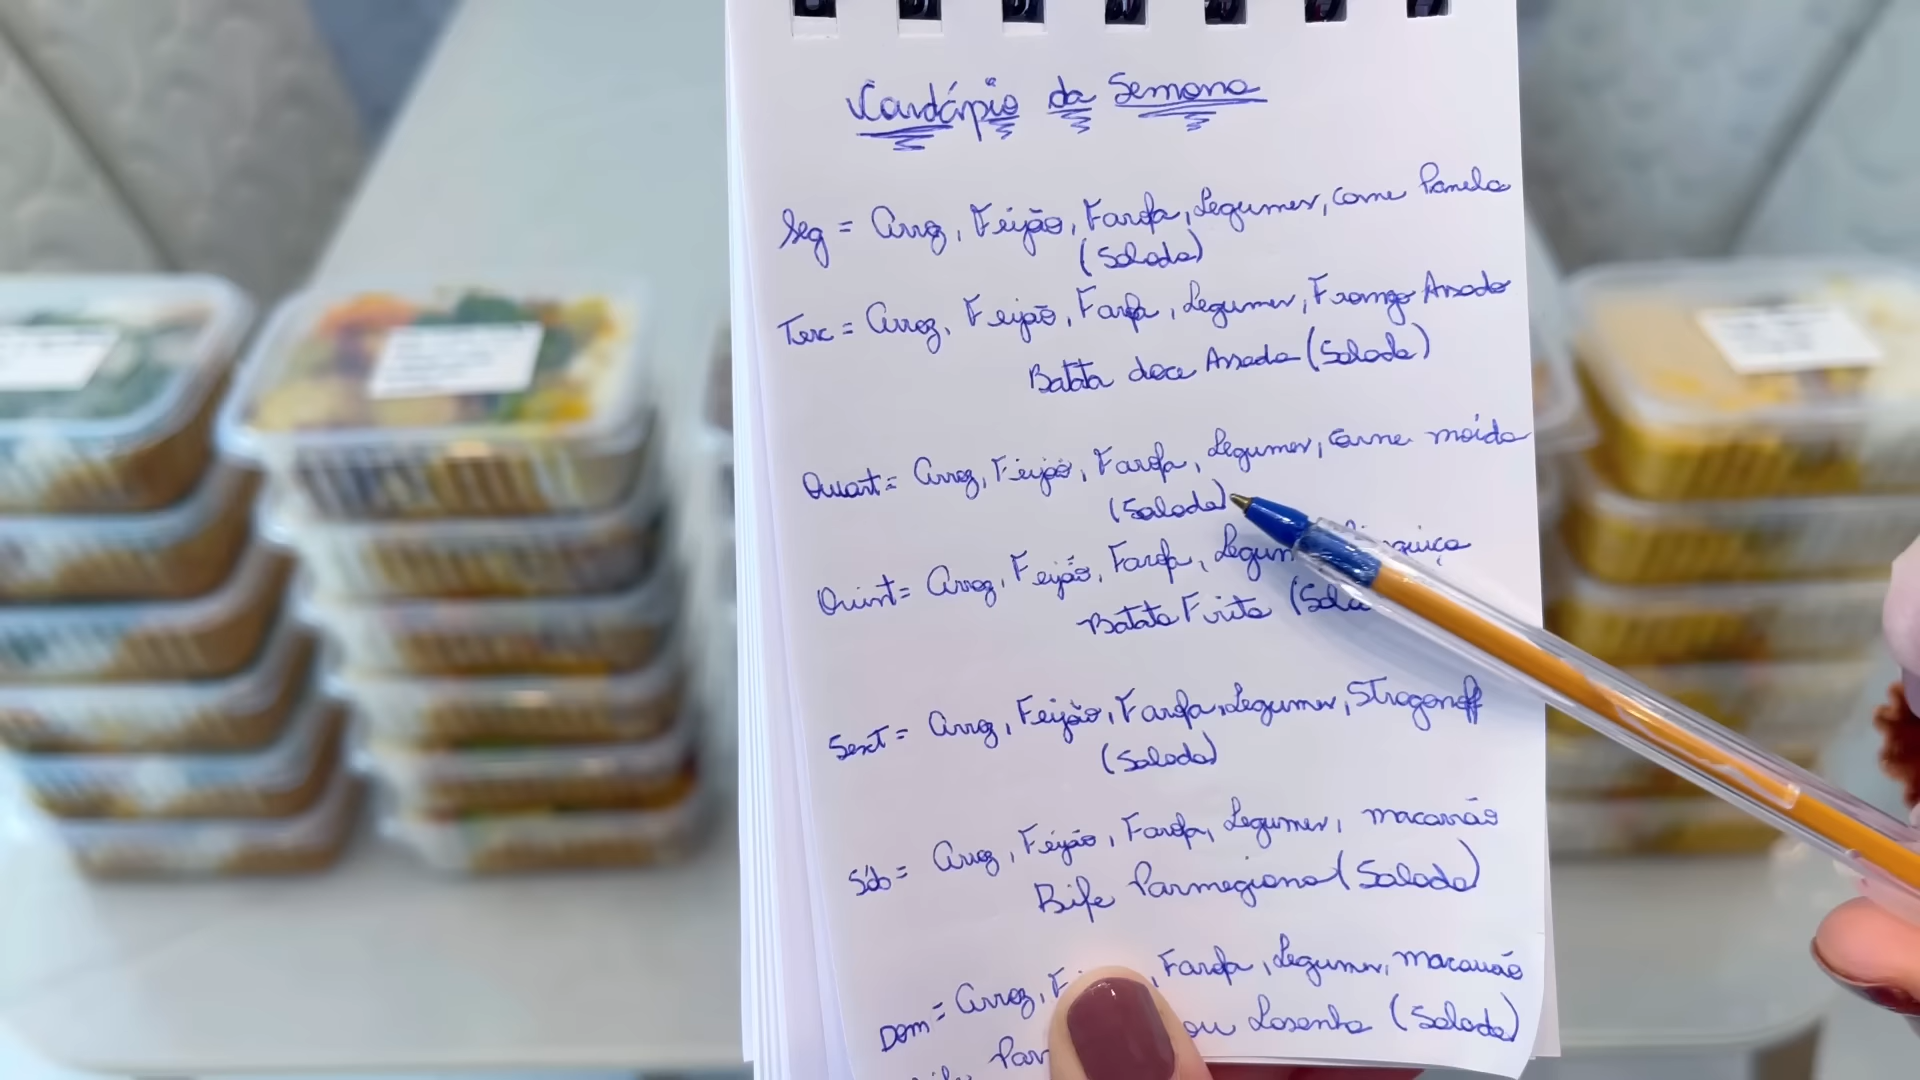 Cardápio da Semana
Seg = Arroz, Feijão, Farofa, Legumes, carne Panela
(Salada)
Terc = Arroz, Feijão, Farofa, Legumes, Frango Assado
Batata doce Assada (Salada)
Quart = Arroz, Feijão, Farofa, Legumes, carne moída
(Salada)
Quint = Arroz, Feijão, Farofa,
Batata Frita
Sext = Arroz, Feijão, Farofa, Legumes, Strogonoff
(Salada)
Sáb = Arroz, Feijão, Farofa, Legumes, macarrão
Bife Parmegiana (Salada)
Dom = Arroz, Farofa, Legumes, macarrão
ou Lasanha (Salada)